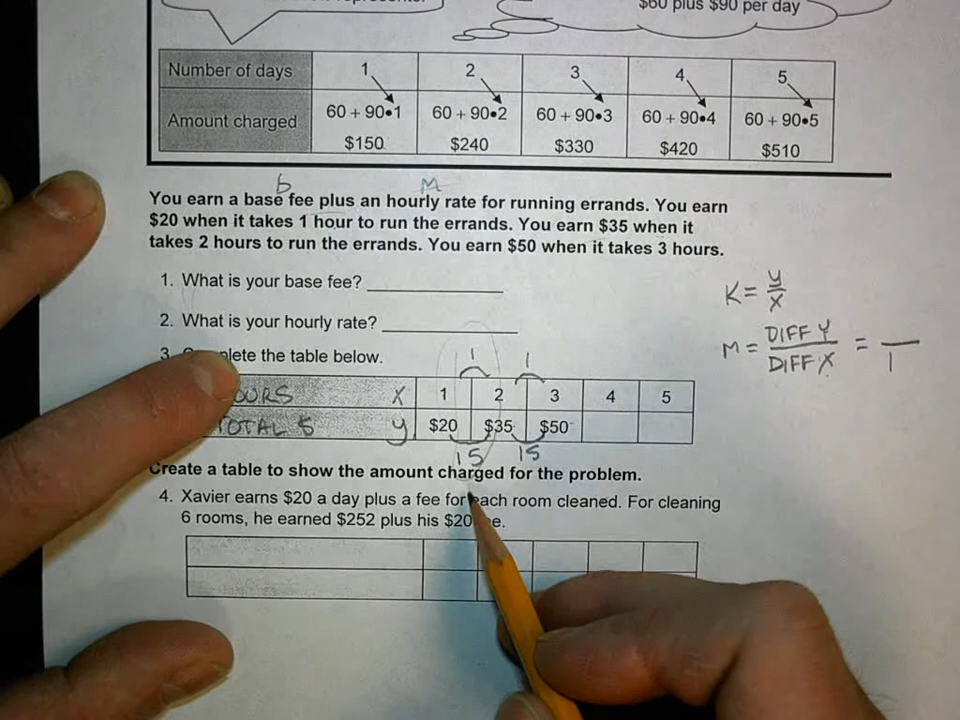 $60 plus $90 per day
Number of days 1 2 3 4 5
Amount charged 60 + 90•1 60 + 90•2 60 + 90•3 60 + 90•4 60 + 90•5
$150 $240 $330 $420 $510
b M
You earn a base fee plus an hourly rate for running errands. You earn
$20 when it takes 1 hour to run the errands. You earn $35 when it
takes 2 hours to run the errands. You earn $50 when it takes 3 hours.
1. What is your base fee?
2. What is your hourly rate?
3. the table below.
K = y/x
M = DIFF Y/DIFF X = /1
1 1
X 1 2 3 4 5
TOTAL $ y $20 $35 $50
15 15
Create a table to show the amount charged for the problem.
4. Xavier earns $20 a day plus a fee for each room cleaned. For cleaning
6 rooms, he earned $252 plus his $20